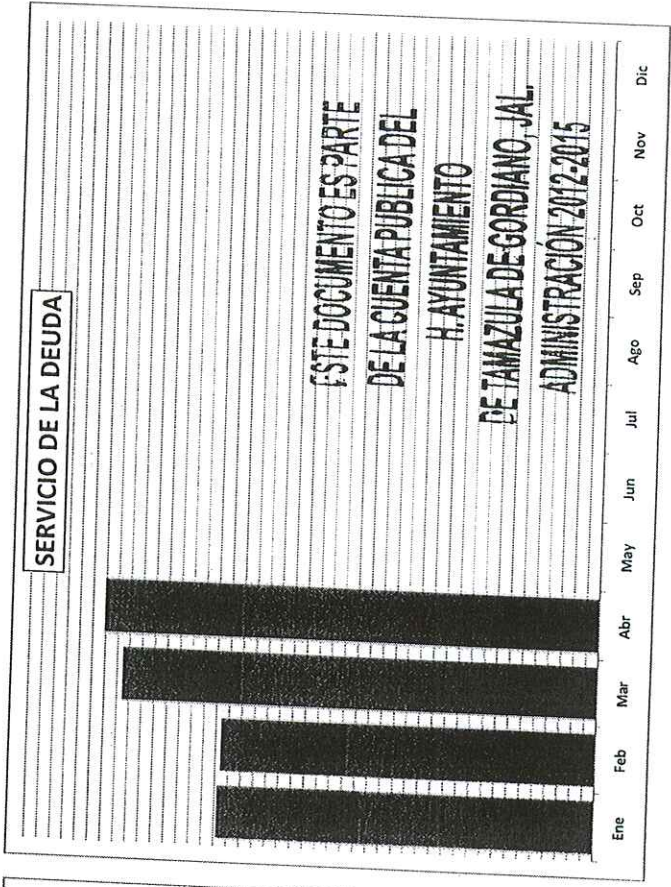 SERVICIO DE LA DEUDA
ESTE DOCUMENTO ES PARTE
DE LA CUENTA PUBLICA DEL
H. AYUNTAMIENTO
DE TAMAZULA DE GORDIANO, JAL.
ADMINISTRACIÓN 2012-2015
Ene Feb Mar Abr May Jun Jul Ago Sep Oct Nov Dic